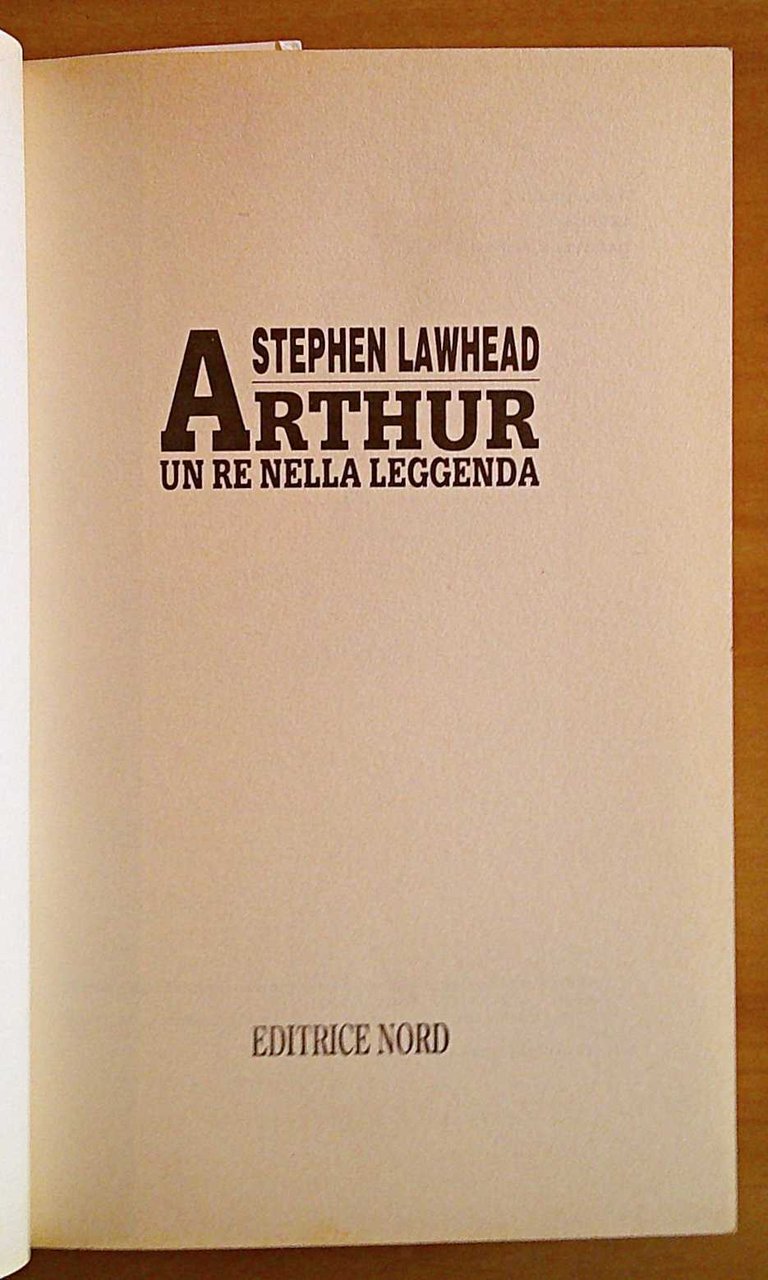 STEPHEN LAWHEAD
ARTHUR
UN RE NELLA LEGGENDA
EDITRICE NORD